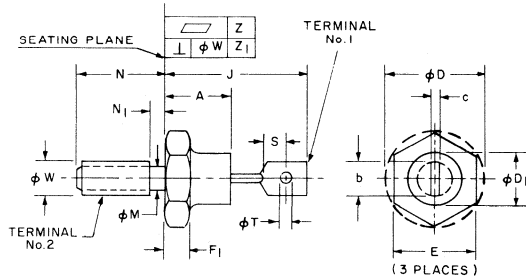 Z
SEATING PLANE
⊥ ϕW Z1
TERMINAL
No.1
N
J
ϕD
A
c
N1
S
ϕW
b
ϕD1
ϕM
ϕT
TERMINAL
No.2
F1
E
(3 PLACES)